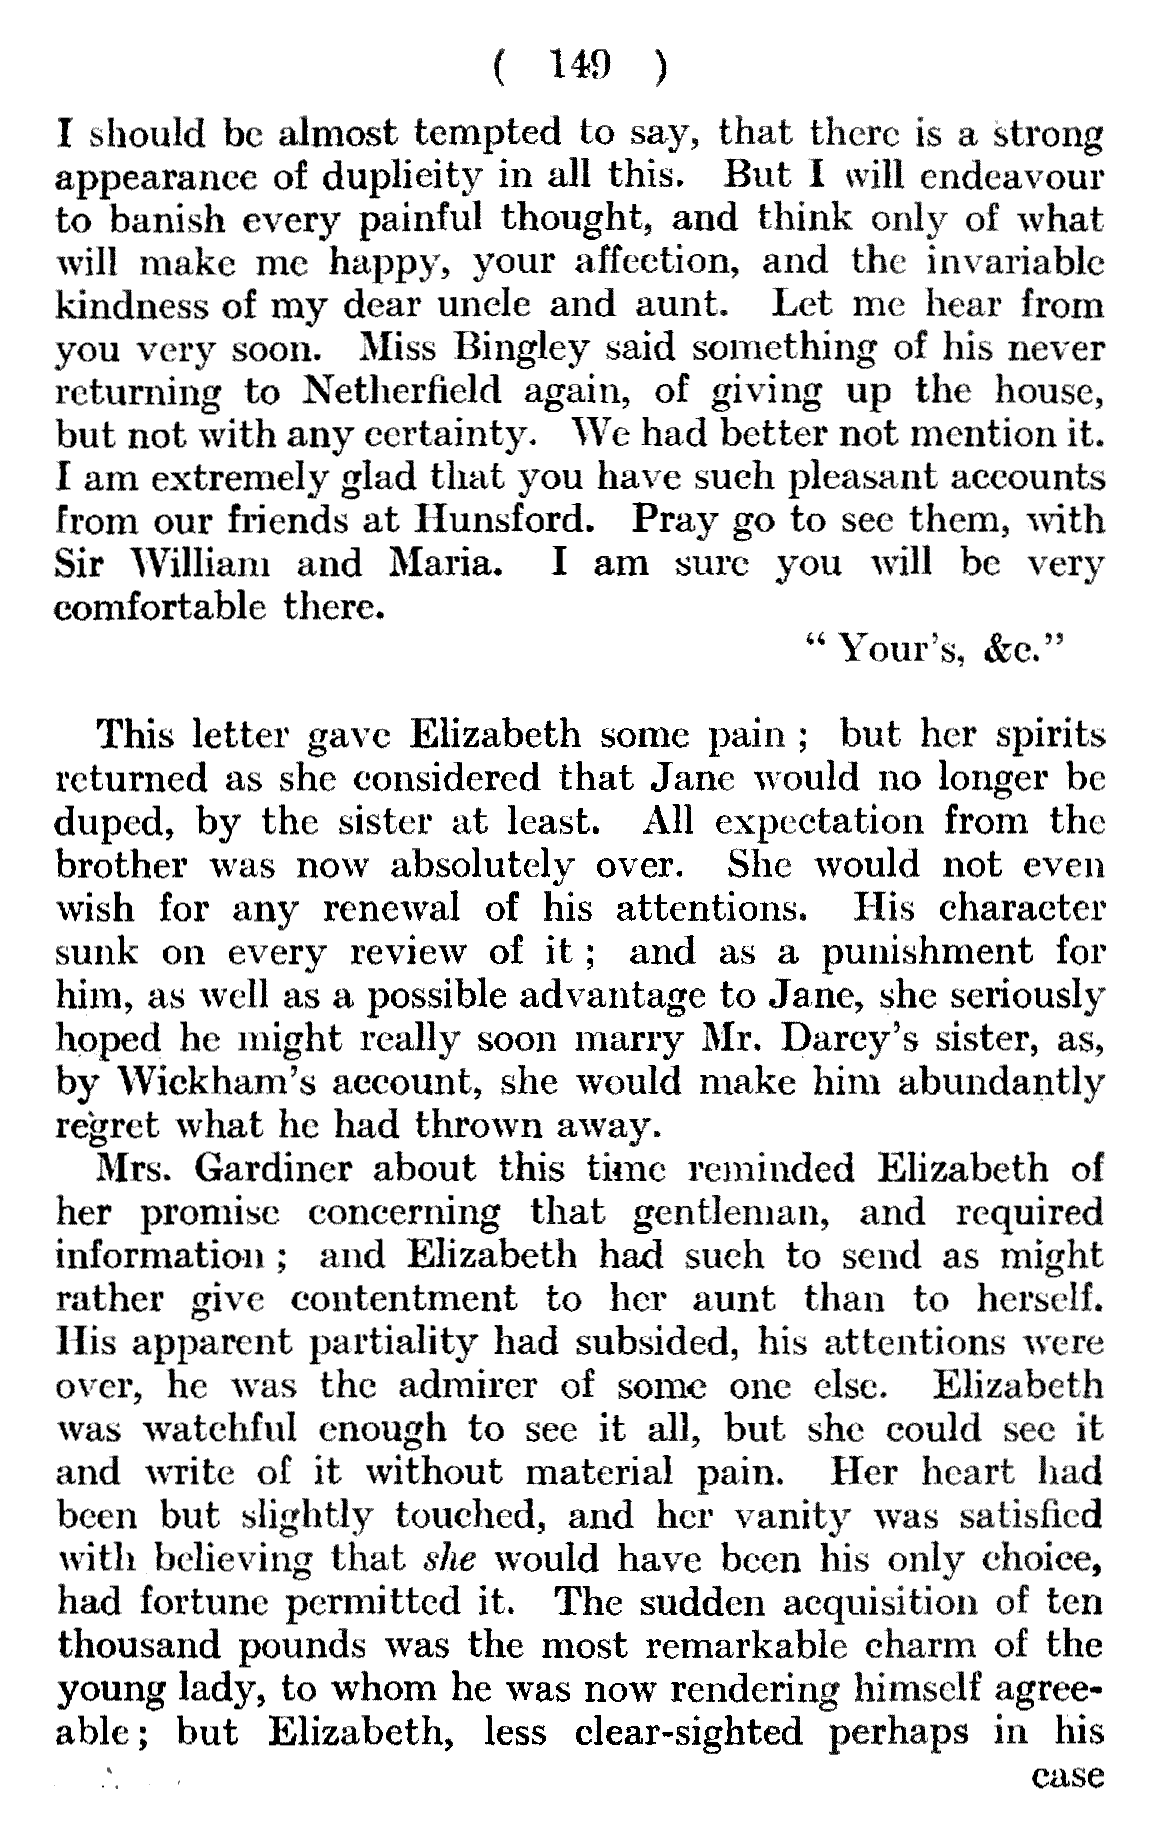 ( 149 )
I should be almost tempted to say, that there is a strong
appearance of duplicity in all this. But I will endeavour
to banish every painful thought, and think only of what
will make me happy, your affection, and the invariable
kindness of my dear uncle and aunt. Let me hear from
you very soon. Miss Bingley said something of his never
returning to Netherfield again, of giving up the house,
but not with any certainty. We had better not mention it.
I am extremely glad that you have such pleasant accounts
from our friends at Hunsford. Pray go to see them, with
Sir William and Maria. I am sure you will be very
comfortable there.
“ Your’s, &c.”
This letter gave Elizabeth some pain ; but her spirits
returned as she considered that Jane would no longer be
duped, by the sister at least. All expectation from the
brother was now absolutely over. She would not even
wish for any renewal of his attentions. His character
sunk on every review of it ; and as a punishment for
him, as well as a possible advantage to Jane, she seriously
hoped he might really soon marry Mr. Darcy’s sister, as,
by Wickham’s account, she would make him abundantly
regret what he had thrown away.
Mrs. Gardiner about this time reminded Elizabeth of
her promise concerning that gentleman, and required
information ; and Elizabeth had such to send as might
rather give contentment to her aunt than to herself.
His apparent partiality had subsided, his attentions were
over, he was the admirer of some one else. Elizabeth
was watchful enough to see it all, but she could see it
and write of it without material pain. Her heart had
been but slightly touched, and her vanity was satisfied
with believing that she would have been his only choice,
had fortune permitted it. The sudden acquisition of ten
thousand pounds was the most remarkable charm of the
young lady, to whom he was now rendering himself agree-
able ; but Elizabeth, less clear-sighted perhaps in his
case